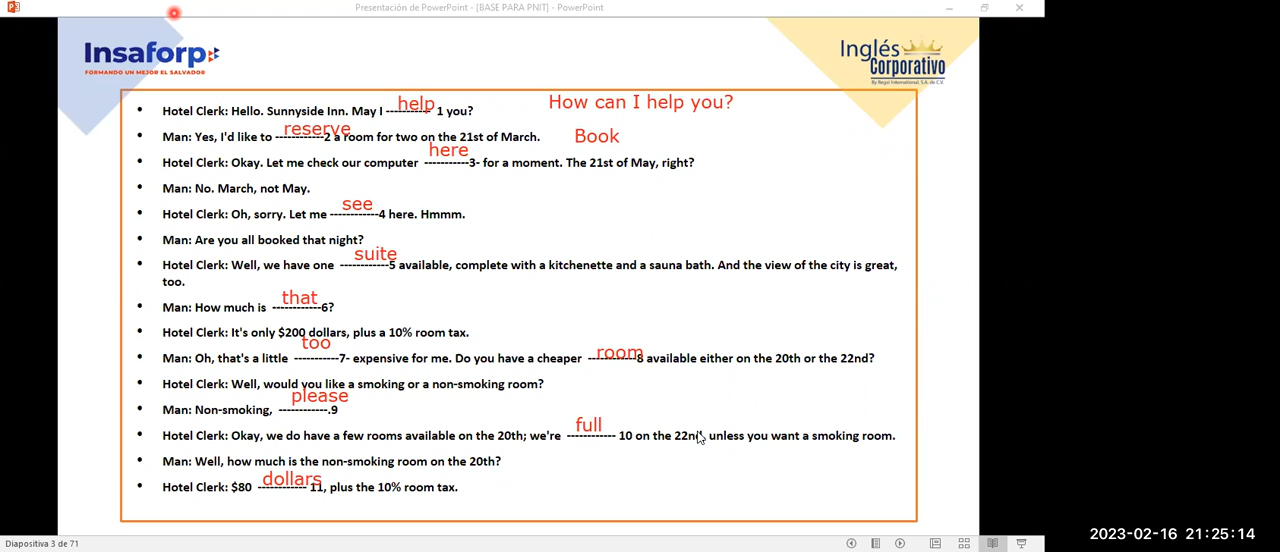 Presentación de PowerPoint - [BASE PARA PNIT] - PowerPoint
Insaforp
FORMANDO UN MEJOR EL SALVADOR
Inglés
Corporativo
By Regal International, S.A. de C.V.
help
How can I help you?
• Hotel Clerk: Hello. Sunnyside Inn. May I ----------- 1 you?
reserve
Book
• Man: Yes, I'd like to ------------2 a room for two on the 21st of March.
here
• Hotel Clerk: Okay. Let me check our computer -----------3- for a moment. The 21st of May, right?
• Man: No. March, not May.
see
• Hotel Clerk: Oh, sorry. Let me ------------4 here. Hmmm.
• Man: Are you all booked that night?
suite
• Hotel Clerk: Well, we have one ------------5 available, complete with a kitchenette and a sauna bath. And the view of the city is great,
too.
that
• Man: How much is ------------6?
• Hotel Clerk: It's only $200 dollars, plus a 10% room tax.
too
room
• Man: Oh, that's a little -----------7- expensive for me. Do you have a cheaper ------------8 available either on the 20th or the 22nd?
• Hotel Clerk: Well, would you like a smoking or a non-smoking room?
please
• Man: Non-smoking, ------------.9
full
• Hotel Clerk: Okay, we do have a few rooms available on the 20th; we're ------------ 10 on the 22nd, unless you want a smoking room.
• Man: Well, how much is the non-smoking room on the 20th?
dollars
• Hotel Clerk: $80 ------------ 11, plus the 10% room tax.
Diapositiva 3 de 71
2023-02-16 21:25:14